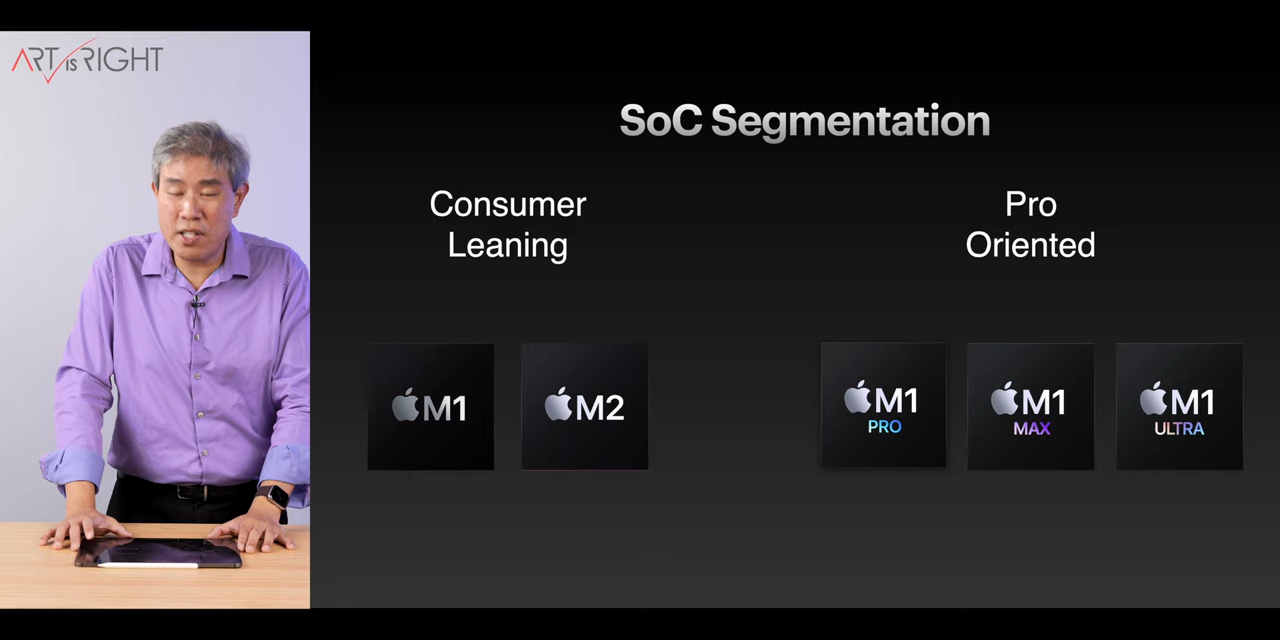 ART IS RIGHT
SoC Segmentation
Consumer
Leaning
Pro
Oriented
M1
M2
M1
PRO
M1
MAX
M1
ULTRA